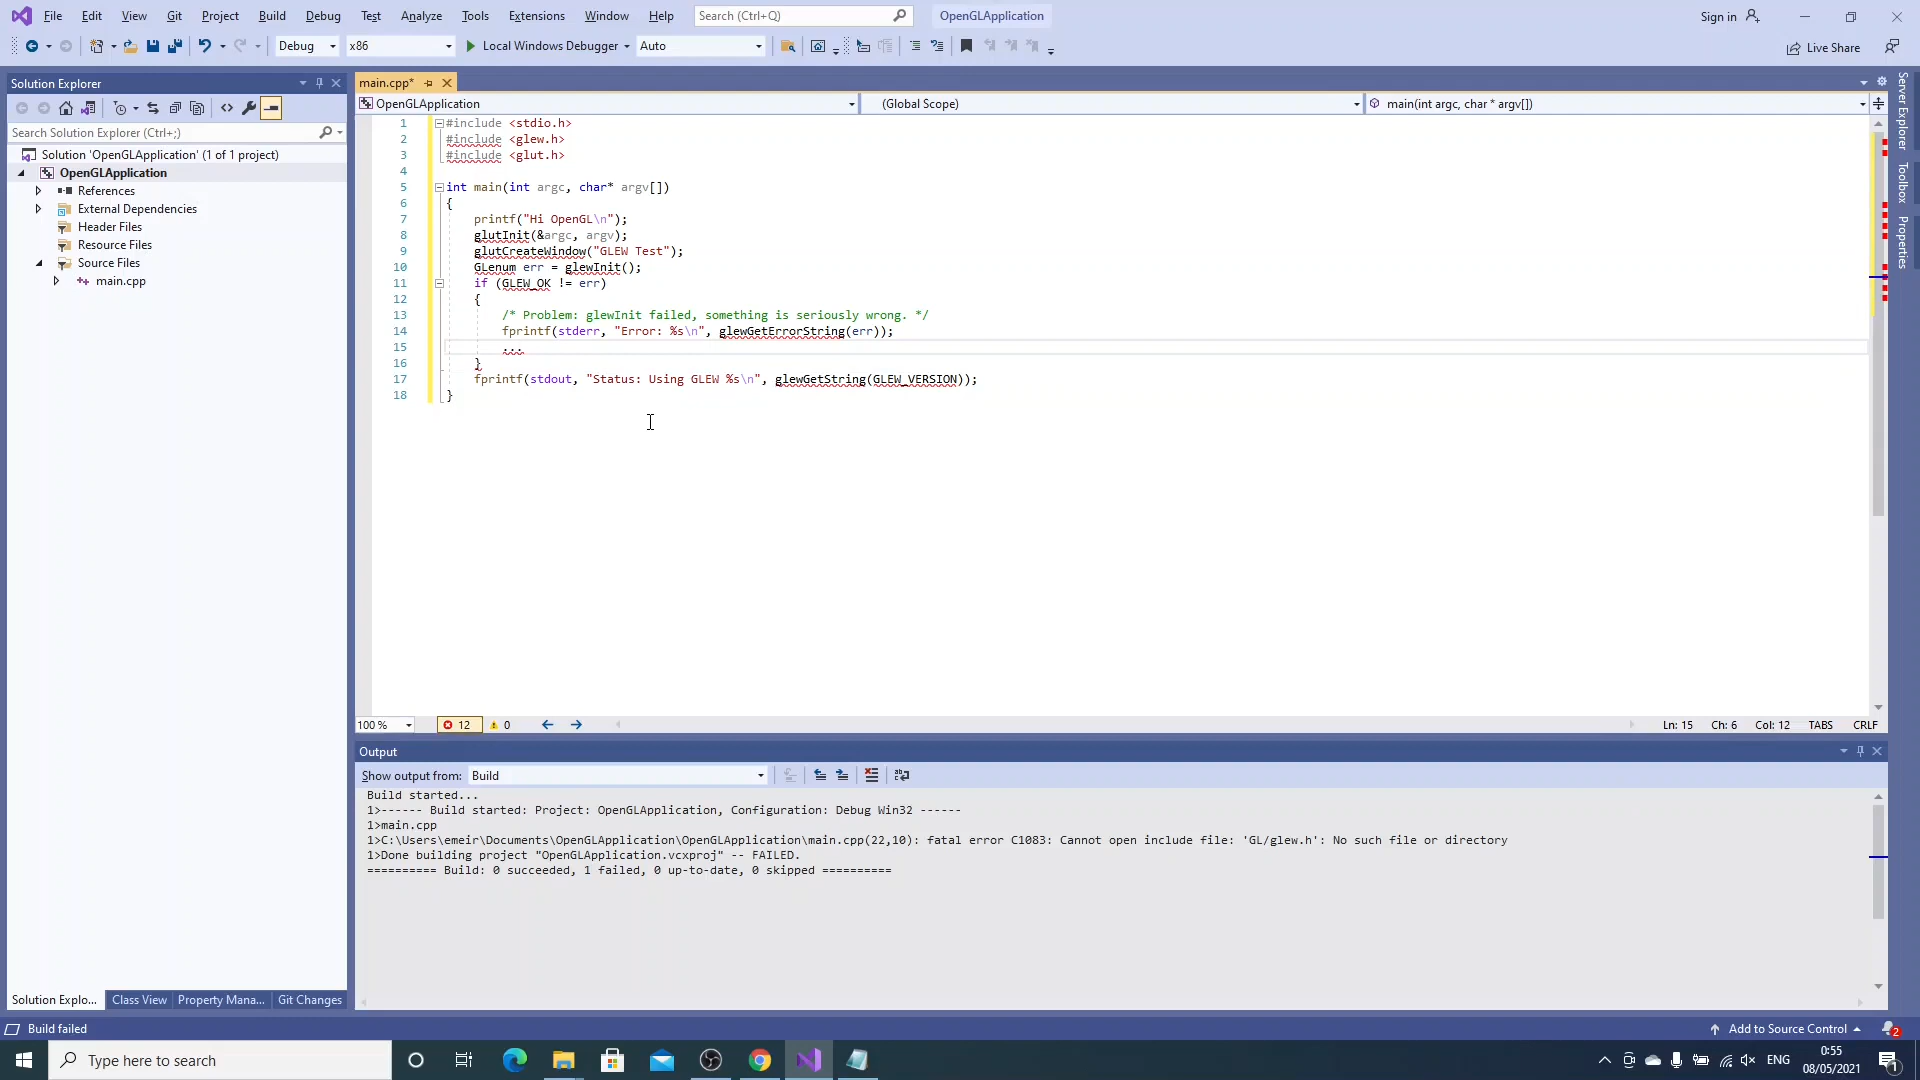 File Edit View Git Project Build Debug Test Analyze Tools Extensions Window Help Search (Ctrl+Q) OpenGLApplication Sign in
Debug x86 Local Windows Debugger Auto Live Share
Solution Explorer
Search Solution Explorer (Ctrl+;)
Solution 'OpenGLApplication' (1 of 1 project)
OpenGLApplication
References
External Dependencies
Header Files
Resource Files
Source Files
main.cpp
Solution Explo... Class View Property Mana... Git Changes
main.cpp*
OpenGLApplication (Global Scope) main(int argc, char * argv[])
1 #include <stdio.h>
2 #include <glew.h>
3 #include <glut.h>
4
5 int main(int argc, char* argv[])
6 {
7 printf("Hi OpenGL\n");
8 glutInit(&argc, argv);
9 glutCreateWindow("GLEW Test");
10 GLenum err = glewInit();
11 if (GLEW_OK != err)
12 {
13 /* Problem: glewInit failed, something is seriously wrong. */
14 fprintf(stderr, "Error: %s\n", glewGetErrorString(err));
15 ...
16 }
17 fprintf(stdout, "Status: Using GLEW %s\n", glewGetString(GLEW_VERSION));
18 }
100 % 12 0 Ln: 15 Ch: 6 Col: 12 TABS CRLF
Output
Show output from: Build
Build started...
1>------ Build started: Project: OpenGLApplication, Configuration: Debug Win32 ------
1>main.cpp
1>C:\Users\emeir\Documents\OpenGLApplication\OpenGLApplication\main.cpp(22,10): fatal error C1083: Cannot open include file: 'GL/glew.h': No such file or directory
1>Done building project "OpenGLApplication.vcxproj" -- FAILED.
========== Build: 0 succeeded, 1 failed, 0 up-to-date, 0 skipped ==========
Server Explorer
Toolbox
Properties
Build failed Add to Source Control 2
Type here to search ENG 0:55
08/05/2021 1